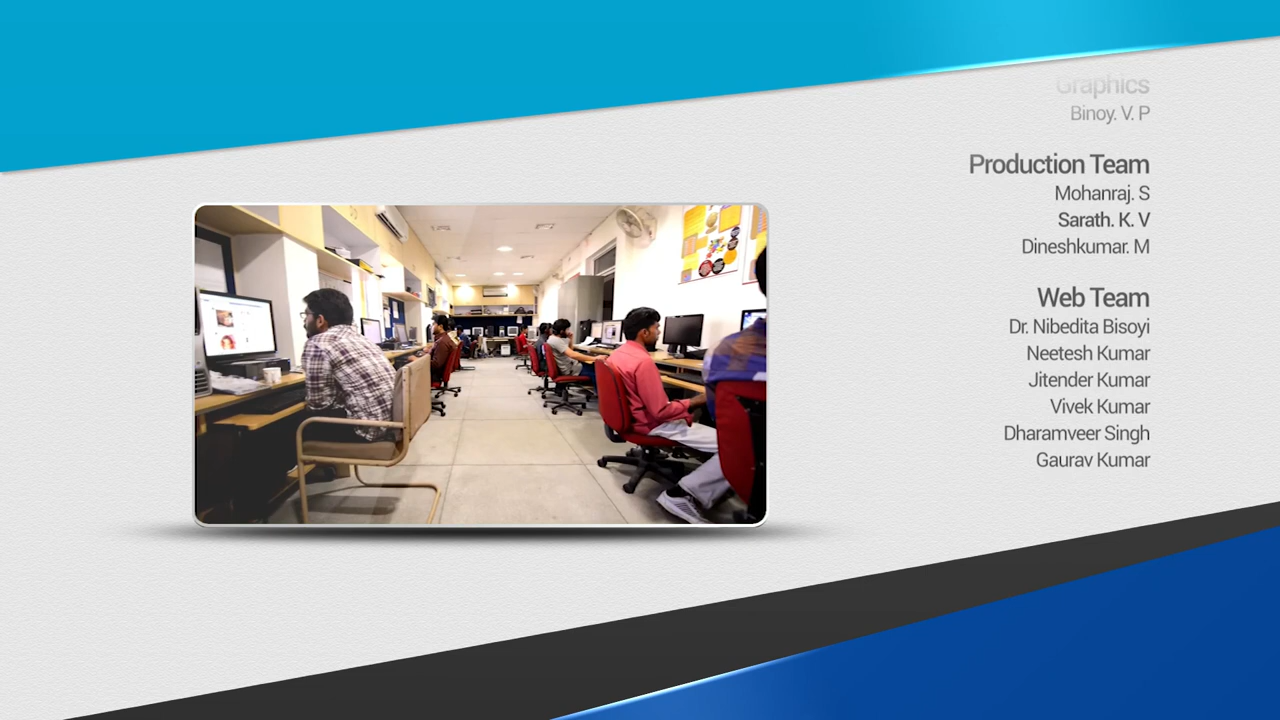 Graphics
Binoy. V. P
Production Team
Mohanraj. S
Sarath. K. V
Dineshkumar. M
Web Team
Dr. Nibedita Bisoyi
Neetesh Kumar
Jitender Kumar
Vivek Kumar
Dharamveer Singh
Gaurav Kumar